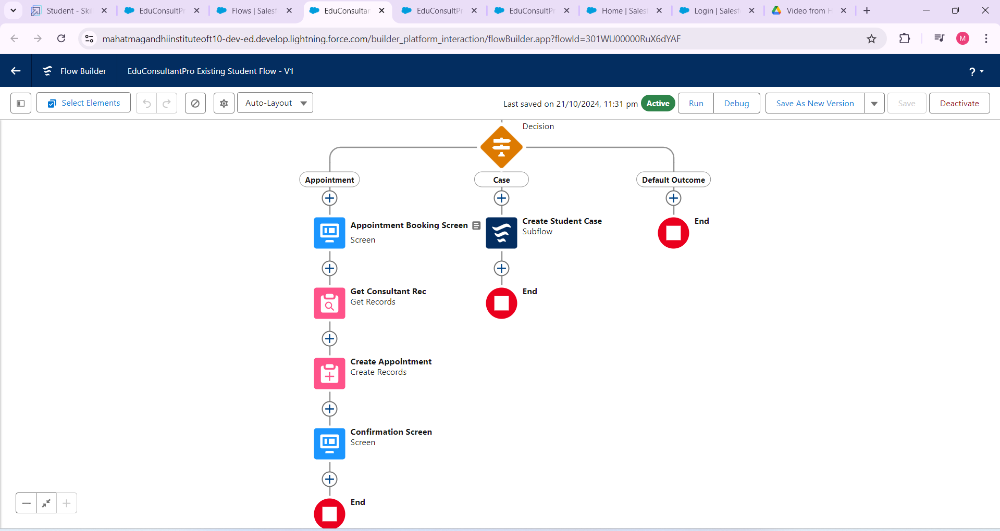 Student - Skil
EduConsultPr
Flows | Salesf
EduConsultan
EduConsultPr
EduConsultPr
Home | Salesf
Login | Salesf
Video from H
mahatmagandhiinstituteoft10-dev-ed.develop.lightning.force.com/builder_platform_interaction/flowBuilder.app?flowId=301WU00000RuX6dYAF
M
Flow Builder
EduConsultantPro Existing Student Flow - V1
?
Select Elements
Auto-Layout
Last saved on 21/10/2024, 11:31 pm
Active
Run
Debug
Save As New Version
Save
Deactivate
Decision
Appointment
Case
Default Outcome
Appointment Booking Screen
Screen
Create Student Case
Subflow
End
Get Consultant Rec
Get Records
End
Create Appointment
Create Records
Confirmation Screen
Screen
End